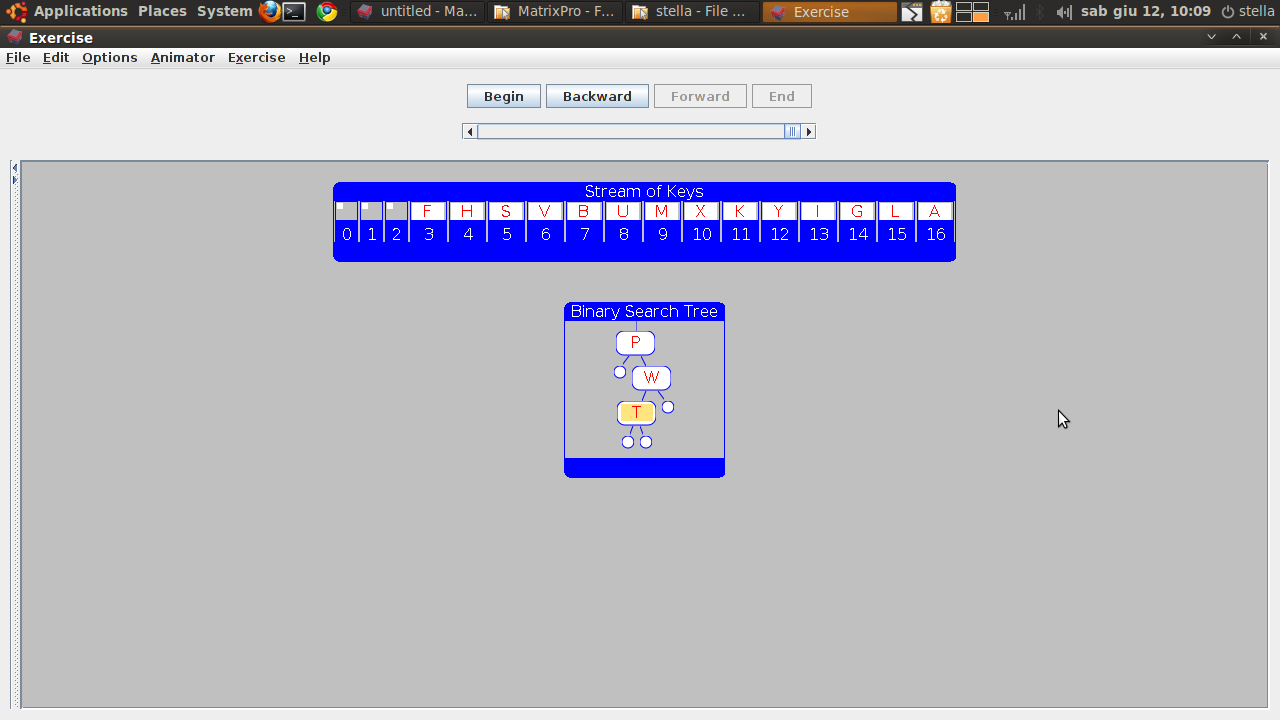 Applications Places System untitled - Ma... MatrixPro - F... stella - File ... Exercise sab giu 12, 10:09 stella
Exercise
File Edit Options Animator Exercise Help
Begin Backward Forward End
Stream of Keys
F H S V B U M X K Y I G L A
0 1 2 3 4 5 6 7 8 9 10 11 12 13 14 15 16
Binary Search Tree
P
W
T